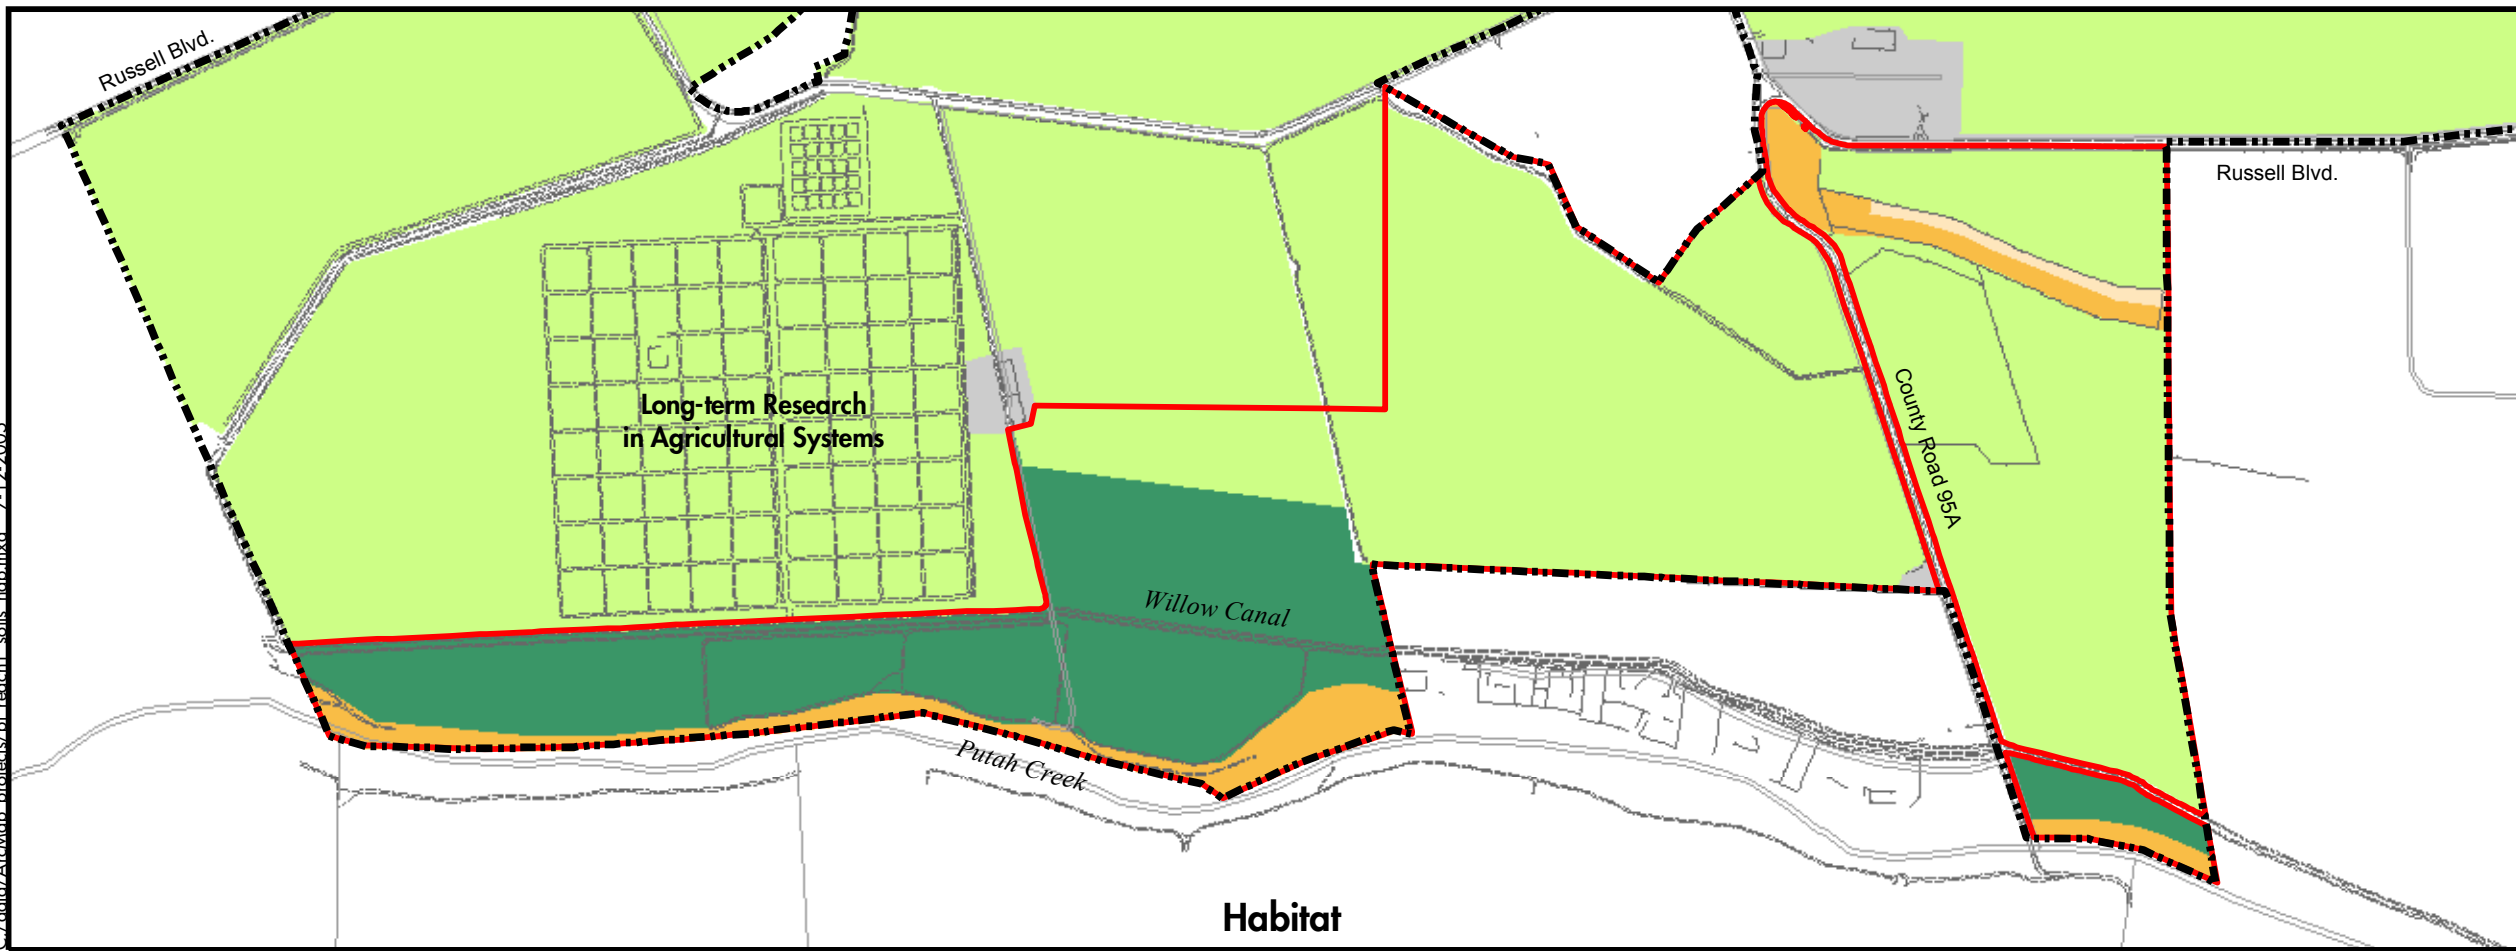 Russell Blvd.
Russell Blvd.
County Road 95A
Long-term Research
in Agricultural Systems
Willow Canal
Putah Creek
Habitat